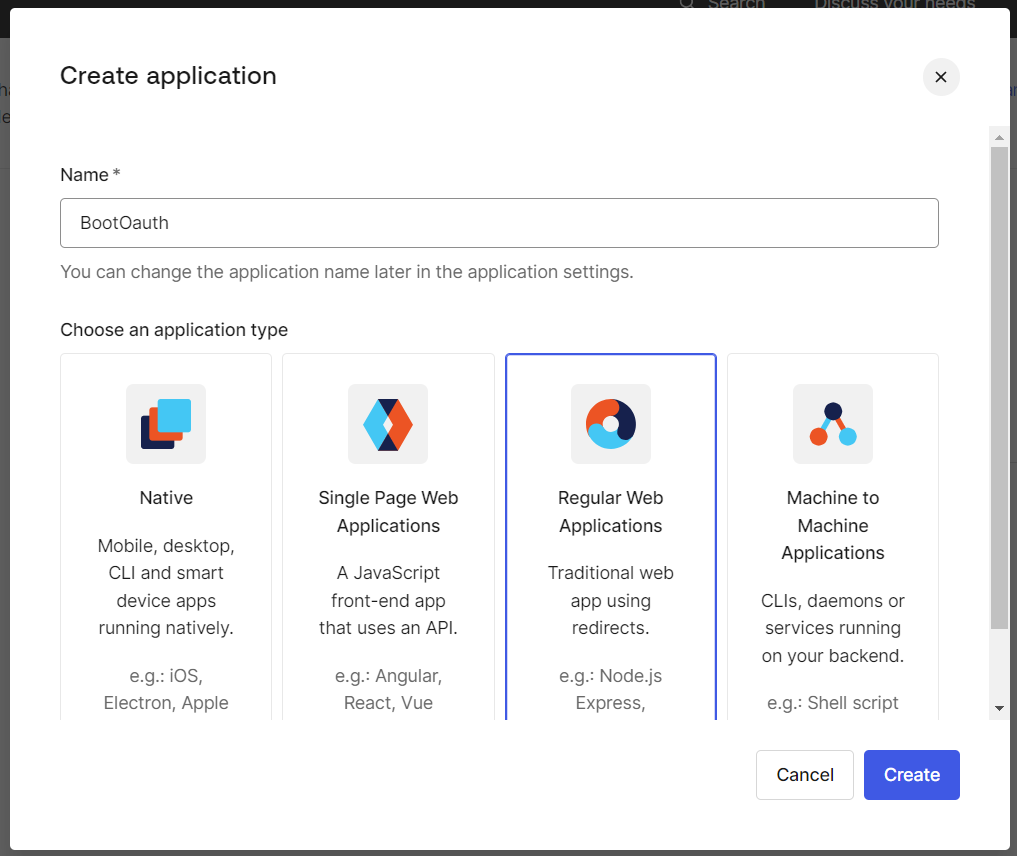 Search
Discuss your needs
Create application
Name *
BootOauth
You can change the application name later in the application settings.
Choose an application type
Native
Mobile, desktop,
CLI and smart
device apps
running natively.
e.g.: iOS,
Electron, Apple
Single Page Web
Applications
A JavaScript
front-end app
that uses an API.
e.g.: Angular,
React, Vue
Regular Web
Applications
Traditional web
app using
redirects.
e.g.: Node.js
Express,
Machine to
Machine
Applications
CLIs, daemons or
services running
on your backend.
e.g.: Shell script
Cancel
Create